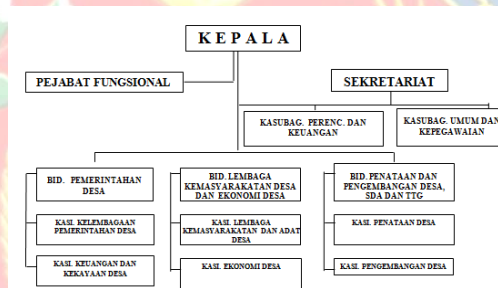 KEPALA
PEJABAT FUNGSIONAL
SEKRETARIAT
KASUBAG. PERENC. DAN
KEUANGAN
KASUBAG. UMUM DAN
KEPEGAWAIAN
BID. PEMERINTAHAN
DESA
BID. LEMBAGA
KEMASYARAKATAN DESA
DAN EKONOMI DESA
BID. PENATAAN DAN
PENGEMBANGAN DESA,
SDA DAN TTG
KASI. KELEMBAGAAN
PEMERINTAHAN DESA
KASI. LEMBAGA
KEMASYARAKATAN DAN ADAT
DESA
KASI. PENATAAN DESA
KASI. KEUANGAN DAN
KEKAYAAN DESA
KASI. EKONOMI DESA
KASI. PENGEMBANGAN DESA